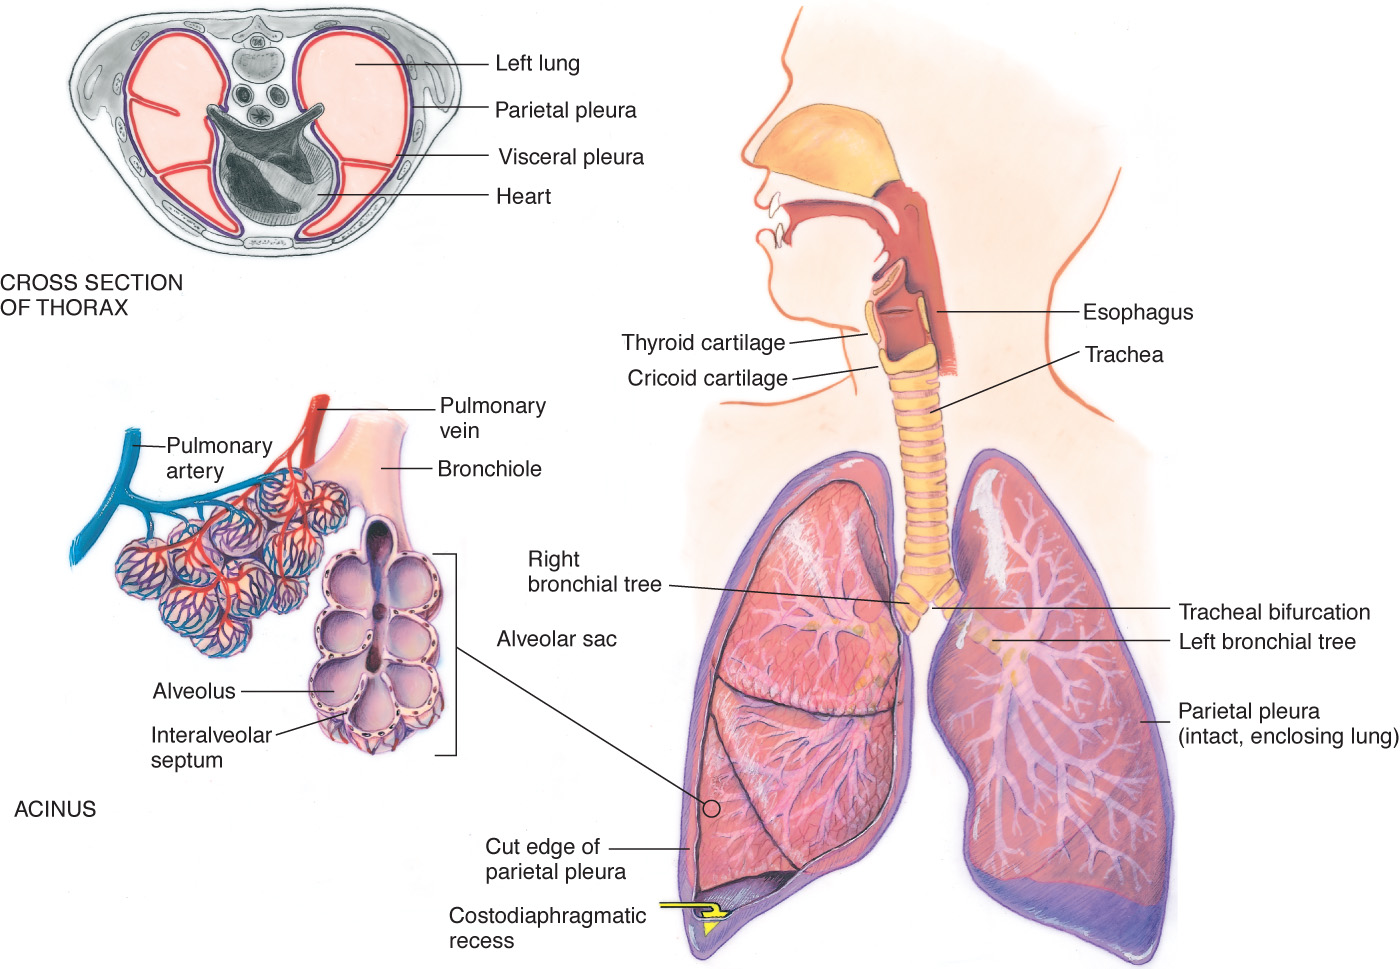 Left lung
Parietal pleura
Visceral pleura
Heart
CROSS SECTION
OF THORAX
Esophagus
Thyroid cartilage
Trachea
Cricoid cartilage
Pulmonary
vein
Pulmonary
artery
Bronchiole
Right
bronchial tree
Tracheal bifurcation
Alveolar sac
Left bronchial tree
Alveolus
Interalveolar
septum
Parietal pleura
(intact, enclosing lung)
ACINUS
Cut edge of
parietal pleura
Costodiaphragmatic
recess